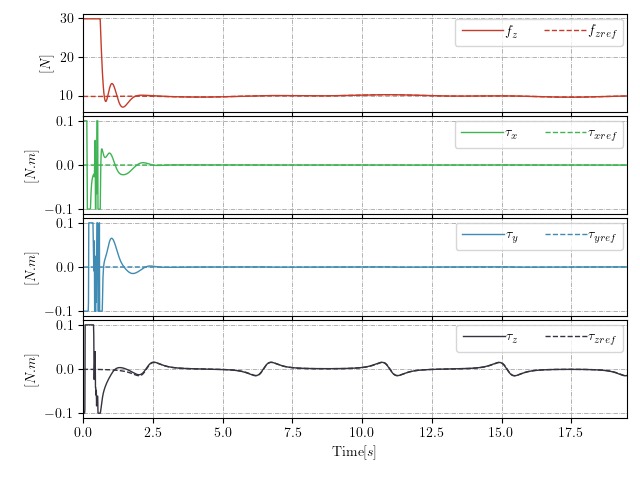 [N]
30
20
10
f_z
f_zref
[N.m]
0.1
0.0
−0.1
τ_x
τ_xref
[N.m]
0.1
0.0
−0.1
τ_y
τ_yref
[N.m]
0.1
0.0
−0.1
τ_z
τ_zref
0.0 2.5 5.0 7.5 10.0 12.5 15.0 17.5
Time[s]